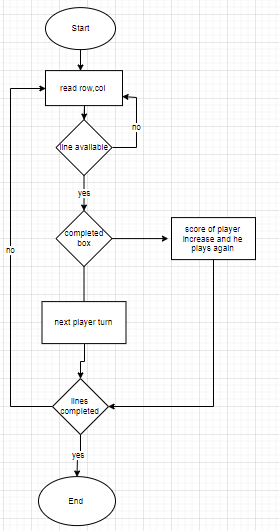 Start
read row,col
no
line available
yes
completed
box
score of player
increase and he
plays again
no
next player turn
lines
completed
yes
End